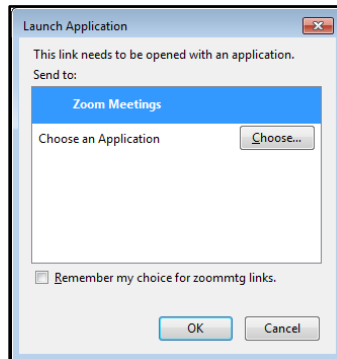 Launch Application
This link needs to be opened with an application.
Send to:
Zoom Meetings
Choose an Application Choose...
Remember my choice for zoommtg links.
OK Cancel